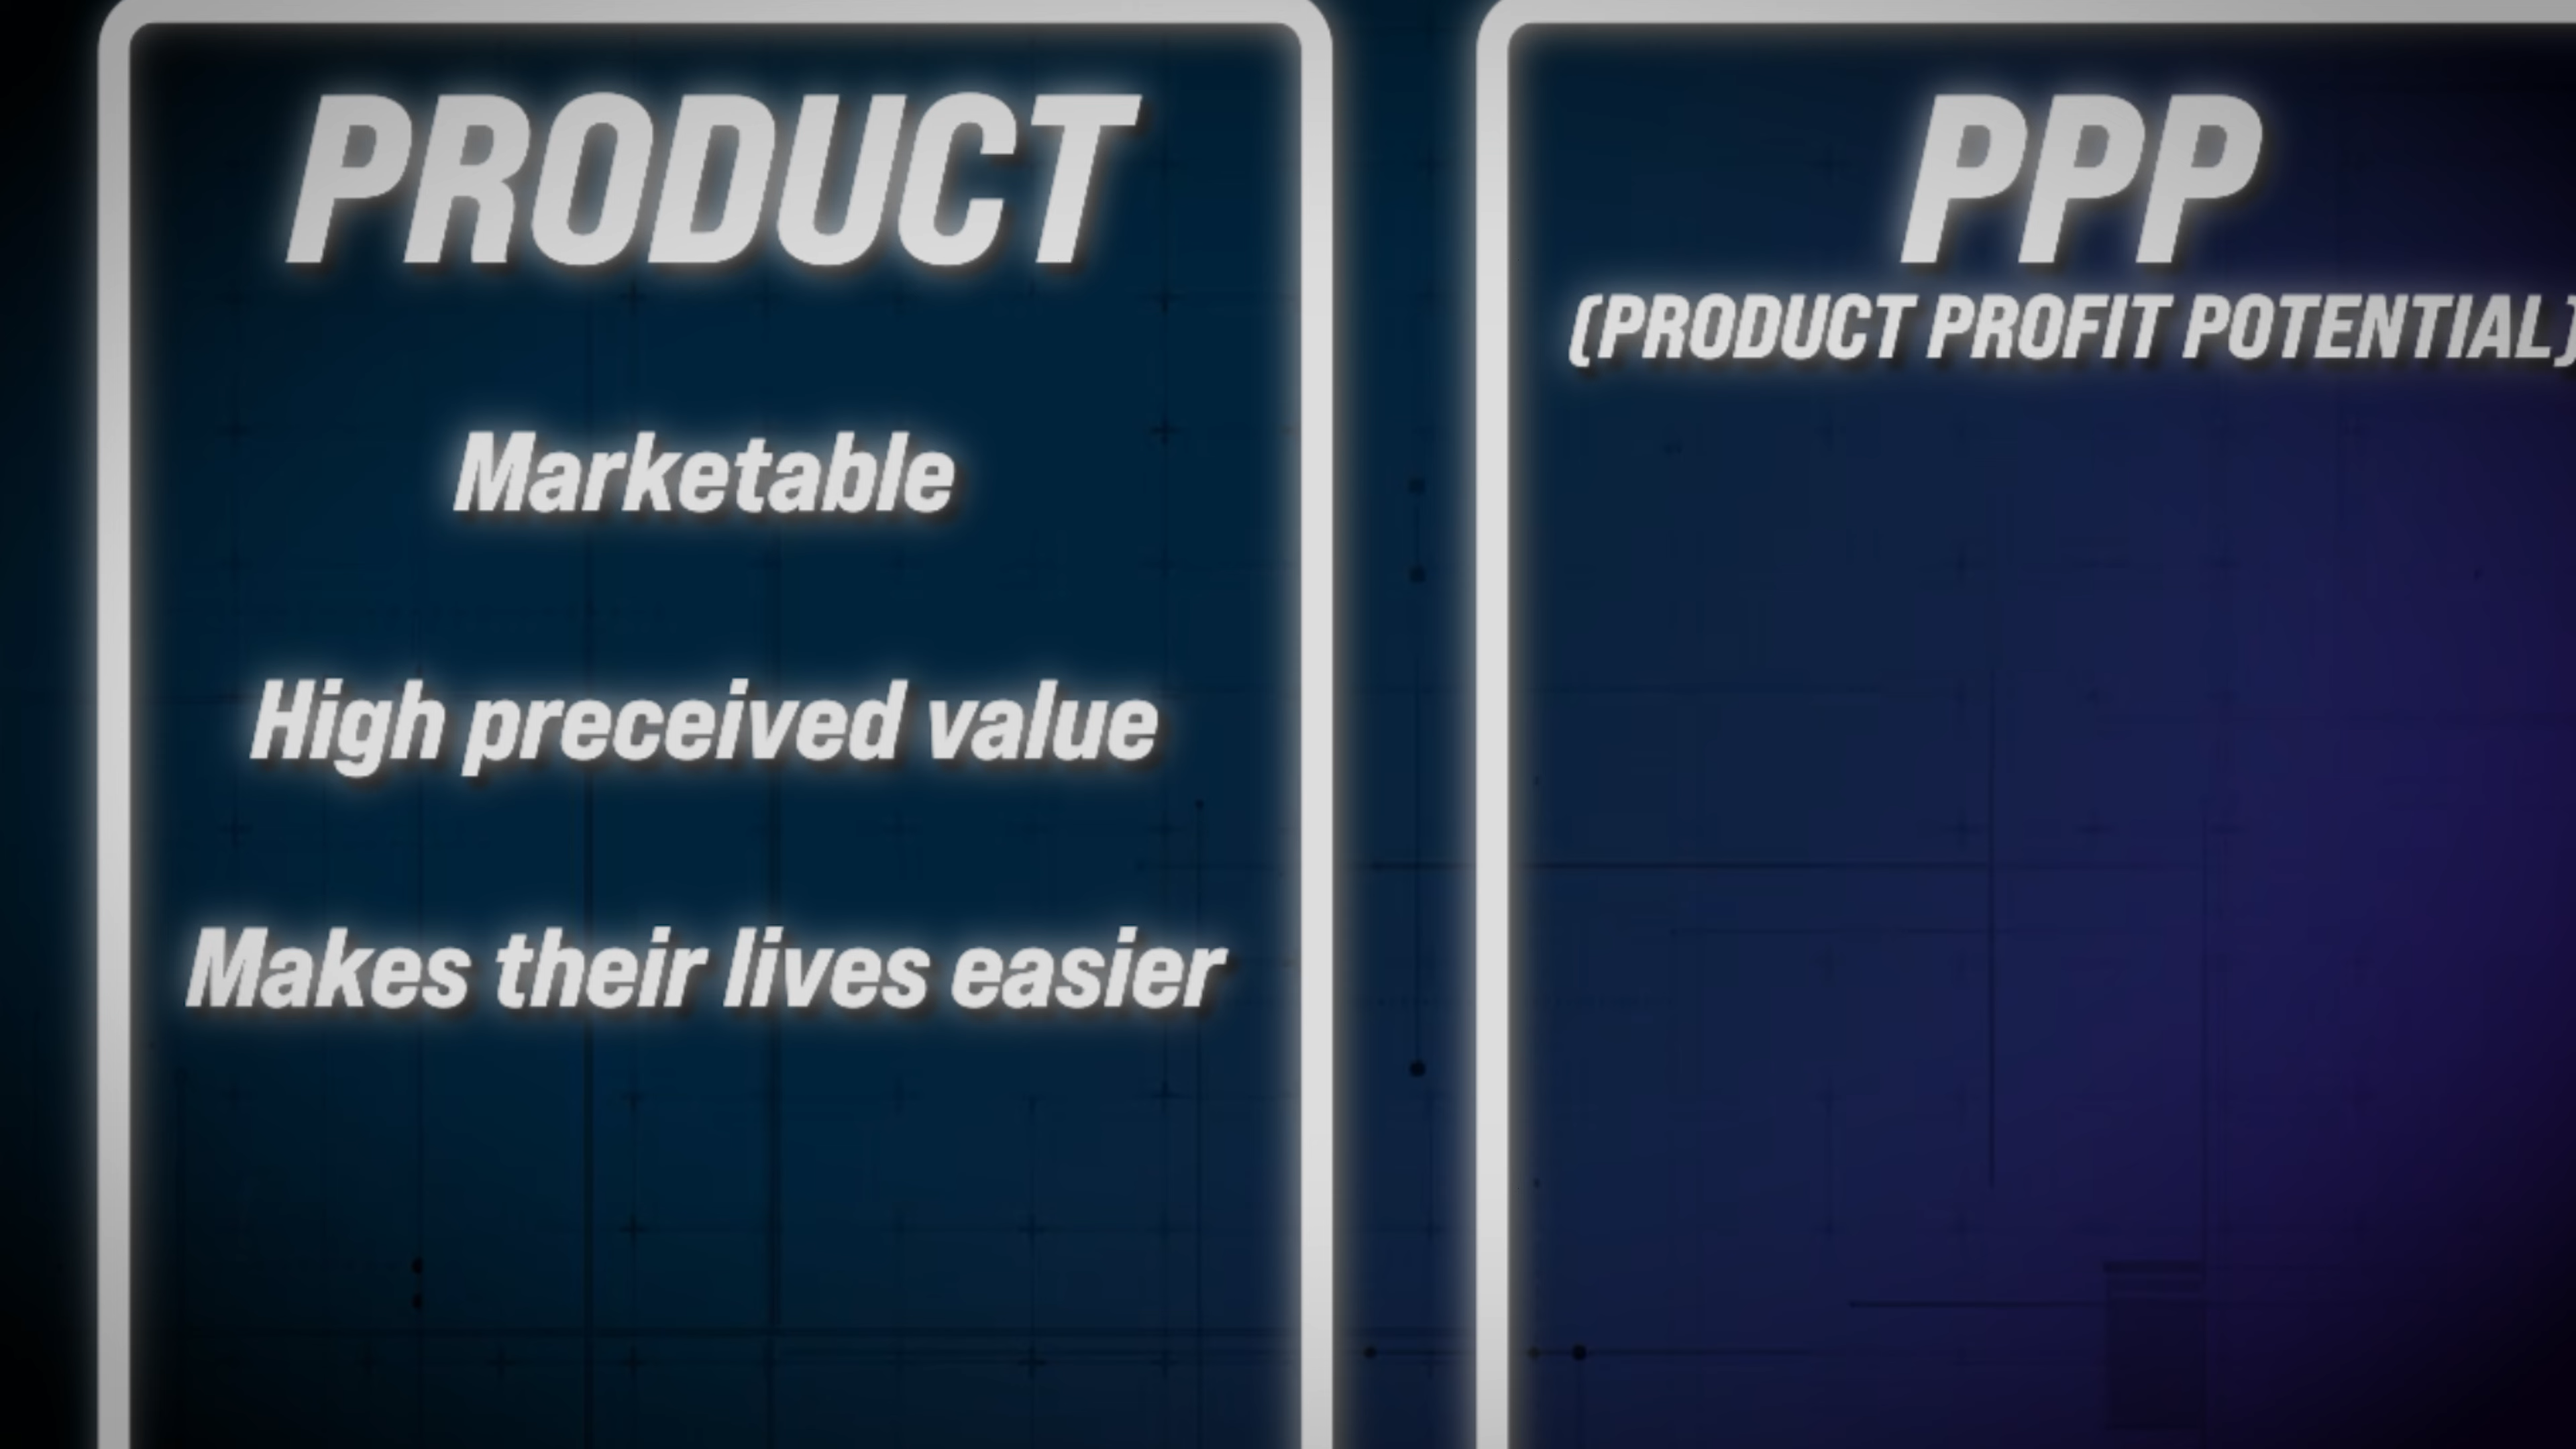 PRODUCT
Marketable
High preceived value
Makes their lives easier
PPP
(PRODUCT PROFIT POTENTIAL)